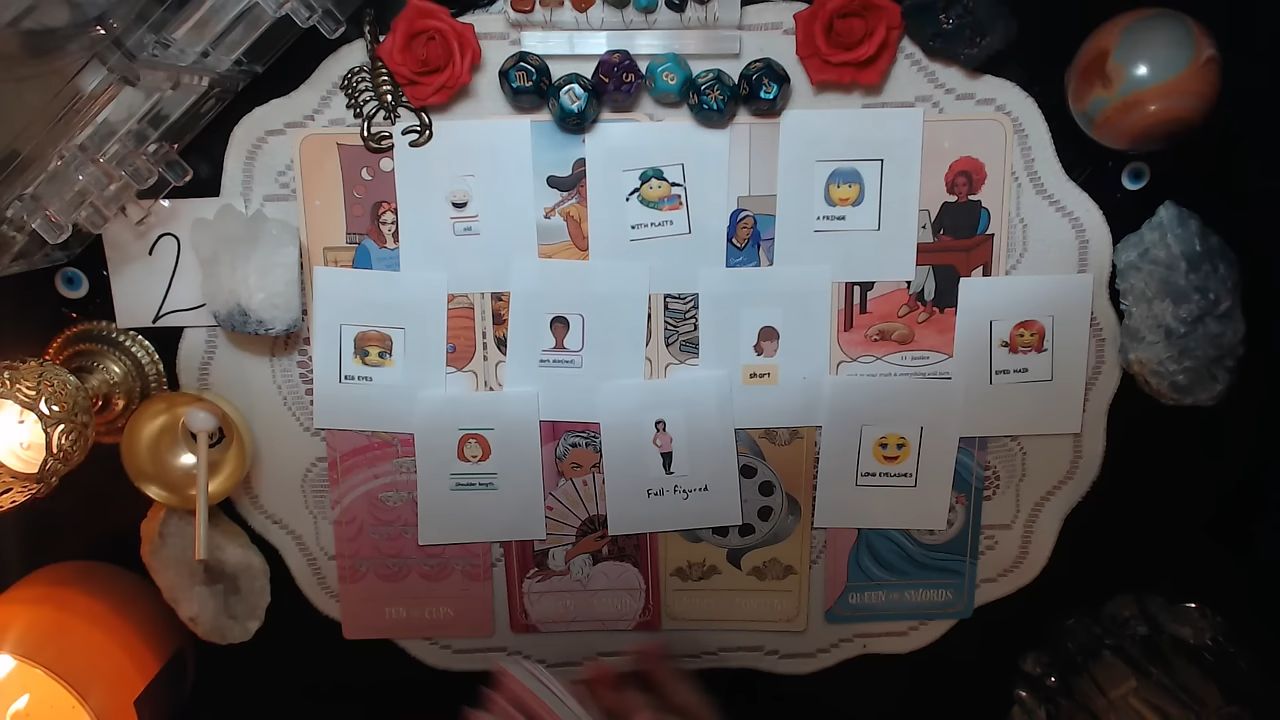 2
old
WITH PLAITS
A FRINGE
BIG EYES
dark skin(ned)
short
11 · justice
DYED HAIR
shoulder length
Full-figured
LONG EYELASHES
TEN OF CUPS
QUEEN OF SWORDS